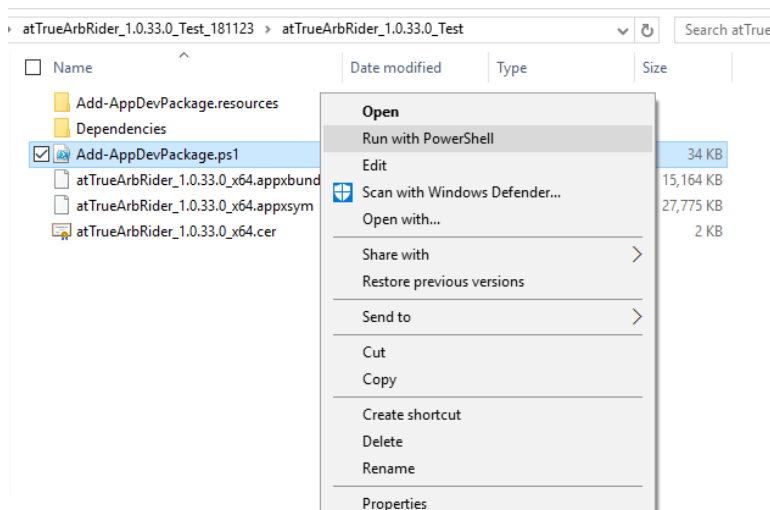 atTrueArbRider_1.0.33.0_Test_181123 › atTrueArbRider_1.0.33.0_Test Search atTrue
Name Date modified Type Size
Add-AppDevPackage.resources
Dependencies
Add-AppDevPackage.ps1 34 KB
atTrueArbRider_1.0.33.0_x64.appxbund 15,164 KB
atTrueArbRider_1.0.33.0_x64.appxsym 27,775 KB
atTrueArbRider_1.0.33.0_x64.cer 2 KB
Open
Run with PowerShell
Edit
Scan with Windows Defender...
Open with...
Share with
Restore previous versions
Send to
Cut
Copy
Create shortcut
Delete
Rename
Properties